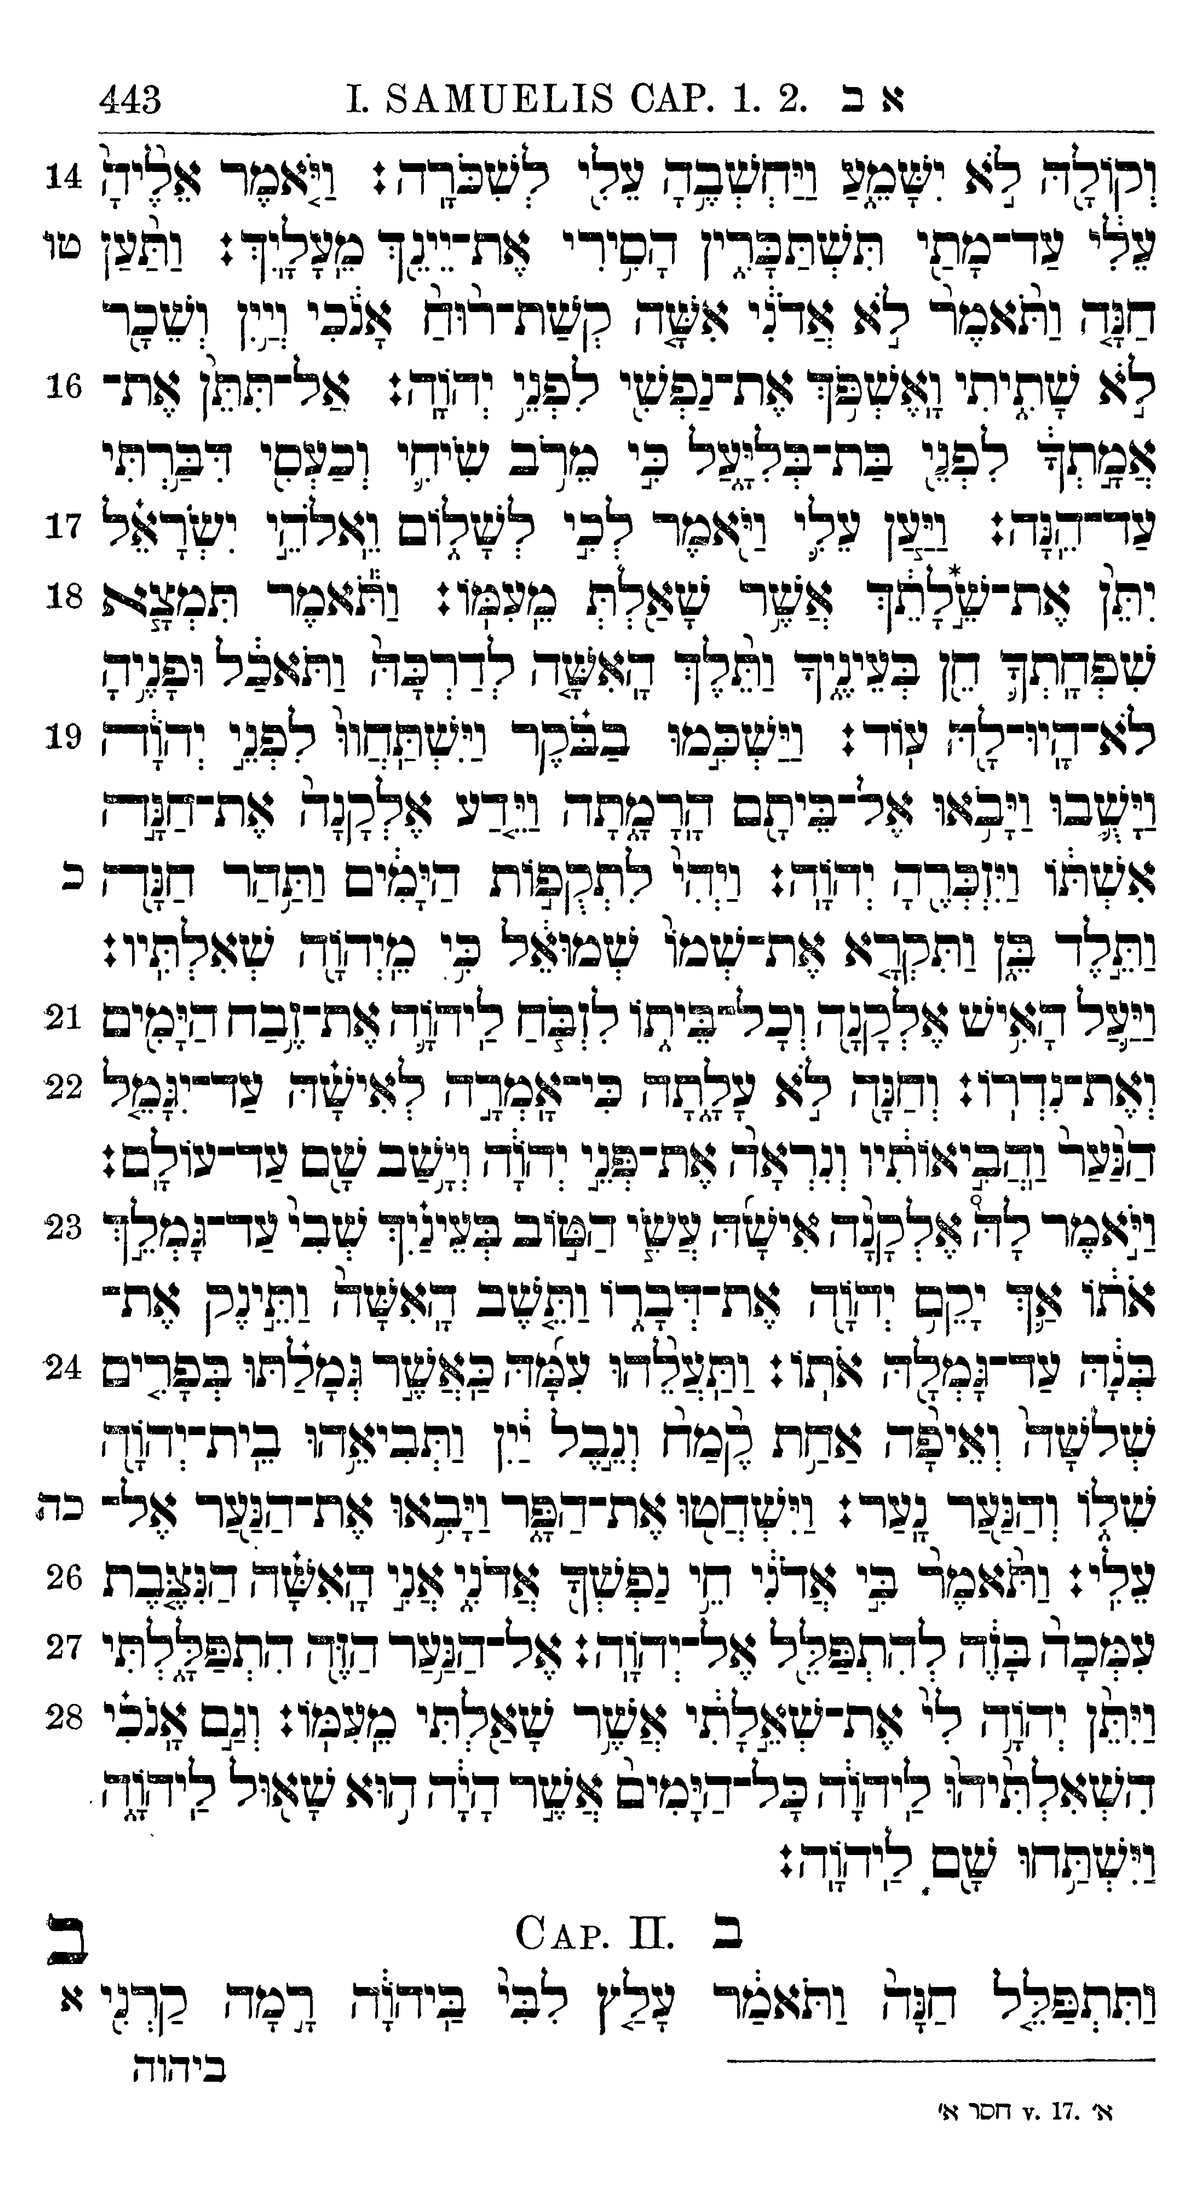 443 I. SAMUELIS CAP. 1. 2. א ב
וְקוֹלָ֖הּ לֹ֣א יִשָּׁמֵ֑עַ וַיַּחְשְׁבֶ֥הָ עֵלִ֖י לְשִׁכֹּרָֽה׃ וַיֹּ֤אמֶר אֵלֶ֙יהָ֙ 14
עֵלִ֔י עַד־מָתַ֖י תִּשְׁתַּכָּרִ֑ין הָסִ֥ירִי אֶת־יֵינֵ֖ךְ מֵעָלָֽיִךְ׃ וַתַּ֨עַן טו
חַנָּ֤ה וַתֹּ֙אמֶר֙ לֹ֣א אֲדֹנִ֔י אִשָּׁ֤ה קְשַׁת־ר֙וּחַ֙ אָנֹ֔כִי וְיַ֥יִן וְשֵׁכָ֖ר
לֹ֣א שָׁתִ֑יתִי וָאֶשְׁפֹּ֥ךְ אֶת־נַפְשִׁ֖י לִפְנֵ֥י יְהוָֹֽה׃ אַל־תִּתֵּן֙ אֶת־ 16
אֲמָ֣תְךָ֔ לִפְנֵ֖י בַּת־בְּלִיָּ֑עַל כִּ֣י מֵרֹ֥ב שִׂיחִ֛י וְכַעְסִ֖י דִּבַּ֥רְתִּי
עַד־הֵֽנָּה׃ וַיַּ֧עַן עֵלִ֛י וַיֹּ֖אמֶר לְכִ֣י לְשָׁל֑וֹם וֵאלֹהֵ֣י יִשְׂרָאֵ֗ל 17
יִתֵּן֙ אֶת־שֵׁ֣לָתֵ֔ךְ* אֲשֶׁ֥ר שָׁאַ֖לְתְּ מֵעִמּֽוֹ׃ וַתֹּ֕אמֶר תִּמְצָ֧א 18
שִׁפְחָתְךָ֛ חֵ֖ן בְּעֵינֶ֑יךָ וַתֵּ֨לֶךְ הָאִשָּׁ֤ה לְדַרְכָּהּ֙ וַתֹּאכַ֔ל וּפָנֶ֥יהָ
לֹא־הָֽיוּ־לָ֖הּ עֽוֹד׃ וַיַּשְׁכִּ֣מוּ בַבֹּ֗קֶר וַיִּֽשְׁתַּחֲווּ֙ לִפְנֵ֣י יְהוָֹ֔ה 19
וַיָּשֻׁ֛בוּ וַיָּבֹ֥אוּ אֶל־בֵּיתָ֖ם הָרָמָ֑תָה וַיֵּ֤דַע אֶלְקָנָה֙ אֶת־חַנָּ֣ה
אִשְׁתּ֔וֹ וַיִּזְכְּרֶ֖הָ יְהוָֹֽה׃ וַיְהִי֙ לִתְקֻפ֣וֹת הַיָּמִ֔ים וַתַּ֥הַר חַנָּ֖ה כ
וַתֵּ֣לֶד בֵּ֑ן וַתִּקְרָ֤א אֶת־שְׁמוֹ֙ שְׁמוּאֵ֔ל כִּ֥י מֵֽיְהוָֹ֖ה שְׁאִלְתִּֽיו׃
וַיַּ֛עַל הָאִ֥ישׁ אֶלְקָנָ֖ה וְכָל־בֵּית֑וֹ לִזְבֹּ֧חַ לַֽיהוָֹ֛ה אֶת־זֶ֥בַח הַיָּמִ֖ים 21
וְאֶת־נִדְרֽוֹ׃ וְחַנָּ֖ה לֹ֣א עָלָ֑תָה כִּֽי־אָמְרָ֣ה לְאִישָׁ֗הּ עַד־יִגָּמֵ֤ל 22
הַנַּ֙עַר֙ וַהֲבִ֣אוֹתִ֔יו וְנִרְאָה֙ אֶת־פְּנֵ֣י יְהוָֹ֔ה וְיָ֥שַׁב שָׁ֖ם עַד־עוֹלָֽם׃
וַיֹּ֣אמֶר לָהּ֩ אֶלְקָנָ֨ה אִישָׁ֜הּ עֲשִׂ֧י הַטּ֣וֹב בְּעֵינַ֗יִךְ שְׁבִי֙ עַד־גָּמְלֵ֣ךְ 23
אֹת֔וֹ אַ֛ךְ יָקֵ֥ם יְהוָֹ֖ה אֶת־דְּבָר֑וֹ וַתֵּ֤שֶׁב הָֽאִשָּׁה֙ וַתֵּ֣ינֶק אֶת־
בְּנָ֔הּ עַד־גָּמְלָ֖הּ אֹתֽוֹ׃ וַתַּעֲלֵ֨הוּ עִמָּ֜הּ כַּאֲשֶׁ֣ר גְּמָלַ֗תּוּ בְּפָרִ֤ים 24
שְׁלֹשָׁה֙ וְאֵיפָ֨ה אַחַ֥ת קֶ֙מַח֙ וְנֵ֣בֶל יַ֔יִן וַתְּבִאֵ֥הוּ בֵית־יְהוָֹ֖ה
שִׁל֑וֹ וְהַנַּ֖עַר נָֽעַר׃ וַֽיִּשְׁחֲט֖וּ אֶת־הַפָּ֑ר וַיָּבִ֥אוּ אֶת־הַנַּ֖עַר אֶל־ כה
עֵלִֽי׃ וַתֹּ֙אמֶר֙ בִּ֣י אֲדֹנִ֔י חֵ֥י נַפְשְׁךָ֖ אֲדֹנִ֑י אֲנִ֣י הָאִשָּׁ֗ה הַנִּצֶּ֤בֶת 26
עִמְּכָה֙ בָּזֶ֔ה לְהִתְפַּלֵּ֖ל אֶל־יְהוָֹֽה׃ אֶל־הַנַּ֥עַר הַזֶּ֖ה הִתְפַּלָּ֑לְתִּי 27
וַיִּתֵּ֨ן יְהוָֹ֥ה לִי֙ אֶת־שְׁאֵ֣לָתִ֔י אֲשֶׁ֥ר שָׁאַ֖לְתִּי מֵעִמּֽוֹ׃ וְגַ֣ם אָנֹכִ֗י 28
הִשְׁאִלְתִּ֙יהוּ֙ לַֽיהוָֹ֔ה כָּל־הַיָּמִים֙ אֲשֶׁ֣ר הָיָ֔ה ה֥וּא שָׁא֖וּל לַֽיהוָֹ֑ה
וַיִּשְׁתַּ֥חוּ שָׁ֖ם לַיהוָֹֽה׃
ב CAP. II. ב
וַתִּתְפַּלֵּ֤ל חַנָּה֙ וַתֹּאמַ֔ר עָלַ֤ץ לִבִּי֙ בַּֽיהוָֹ֔ה רָ֥מָה קַרְנִ֖י א
ביהוה
א' v. 17. חסר א'